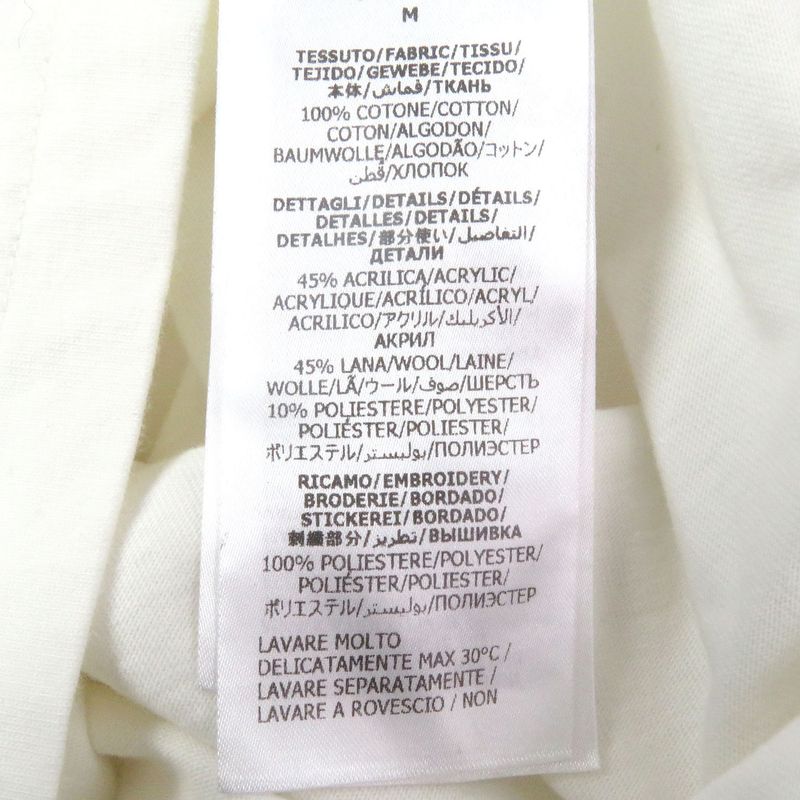 M
TESSUTO/FABRIC/TISSU/
TEJIDO/GEWEBE/TECIDO/
本体/قماش/ТКАНЬ
100% COTONE/COTTON/
COTON/ALGODON/
BAUMWOLLE/ALGODÃO/コットン/
قطن/ХЛОПОК
DETTAGLI/DETAILS/DÉTAILS/
DETALLES/DETAILS/
DETALHES/部分使い/التفاصيل/
ДЕТАЛИ
45% ACRILICA/ACRYLIC/
ACRYLIQUE/ACRÍLICO/ACRYL/
ACRILICO/アクリル/الأكريليك/
АКРИЛ
45% LANA/WOOL/LAINE/
WOLLE/LÃ/ウール/صوف/ШЕРСТЬ
10% POLIESTERE/POLYESTER/
POLIÉSTER/POLIESTER/
ポリエステル/بوليستر/ПОЛИЭСТЕР
RICAMO/EMBROIDERY/
BRODERIE/BORDADO/
STICKEREI/BORDADO/
刺繍部分/تطريز/ВЫШИВКА
100% POLIESTERE/POLYESTER/
POLIÉSTER/POLIESTER/
ポリエステル/بوليستر/ПОЛИЭСТЕР
LAVARE MOLTO
DELICATAMENTE MAX 30°C /
LAVARE SEPARATAMENTE /
LAVARE A ROVESCIO / NON